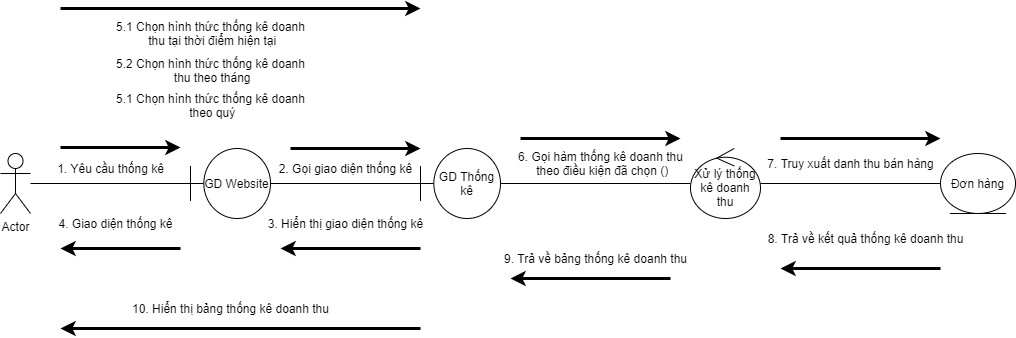 5.1 Chọn hình thức thống kê doanh
thu tại thời điểm hiện tại
5.2 Chọn hình thức thống kê doanh
thu theo tháng
5.1 Chọn hình thức thống kê doanh
theo quý
1. Yêu cầu thống kê
2. Gọi giao diện thống kê
6. Gọi hàm thống kê doanh thu
theo điều kiện đã chọn ()
7. Truy xuất danh thu bán hàng
GD Website
GD Thống
kê
Xử lý thống
kê doanh
thu
Đơn hàng
Actor
4. Giao diện thống kê
3. Hiển thị giao diện thống kê
8. Trả về kết quả thống kê doanh thu
9. Trả về bảng thống kê doanh thu
10. Hiển thị bảng thống kê doanh thu